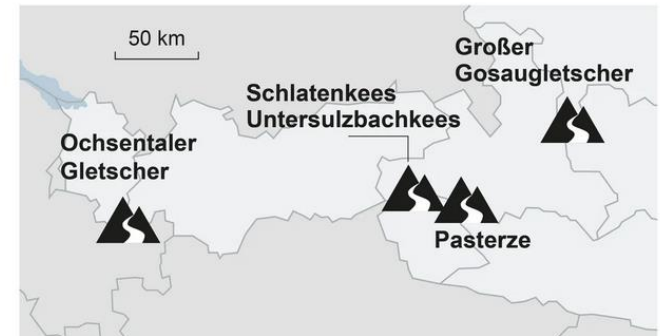 50 km
Großer
Gosaugletscher
Schlatenkees
Untersulzbachkees
Ochsentaler
Gletscher
Pasterze